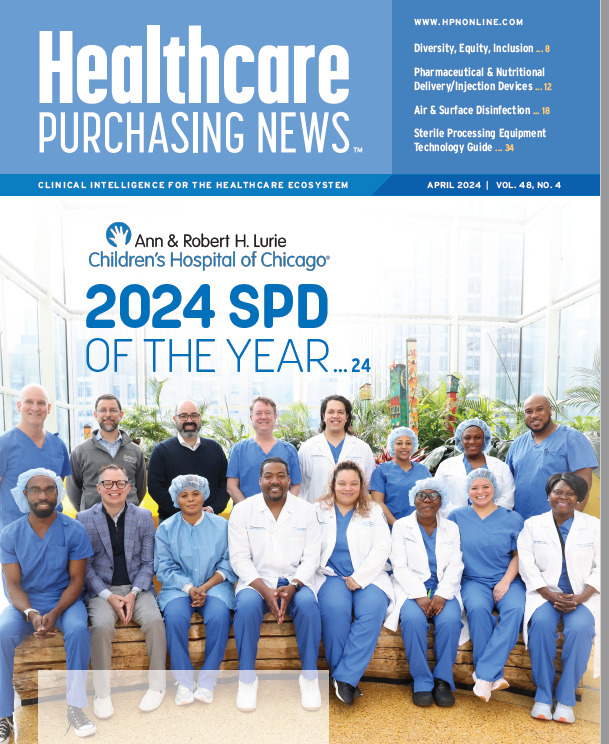 Healthcare
PURCHASING NEWS™
WWW.HPNONLINE.COM
Diversity, Equity, Inclusion ... 8
Pharmaceutical & Nutritional
Delivery/Injection Devices ... 12
Air & Surface Disinfection ... 18
Sterile Processing Equipment
Technology Guide ... 34
CLINICAL INTELLIGENCE FOR THE HEALTHCARE ECOSYSTEM
APRIL 2024 | VOL. 48, NO. 4
Ann & Robert H. Lurie
Children's Hospital of Chicago®
2024 SPD
OF THE YEAR ... 24